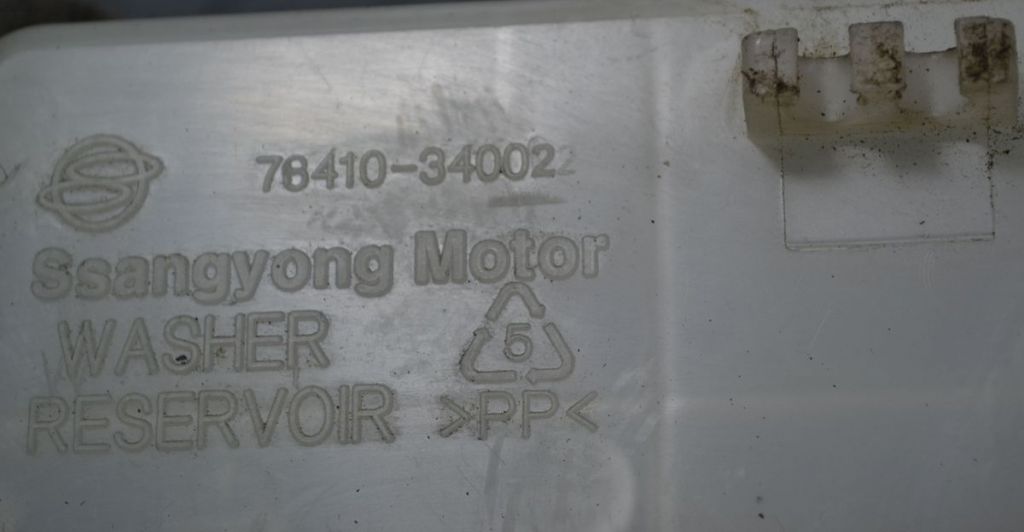 78410-34002
Ssangyong Motor
WASHER
5
RESERVOIR >PP<